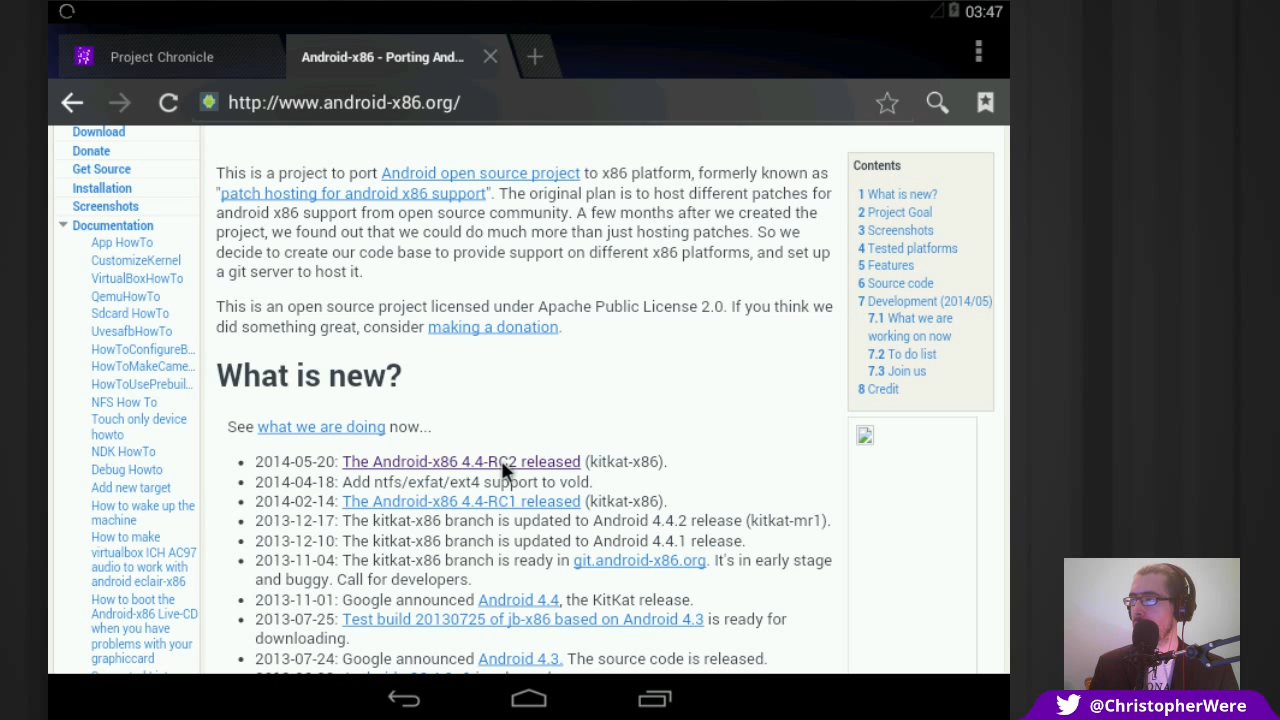 03:47
Project Chronicle
Android-x86 - Porting And...
http://www.android-x86.org/
Download
Donate
Get Source
Installation
Screenshots
Documentation
App HowTo
CustomizeKernel
VirtualBoxHowTo
QemuHowTo
Sdcard HowTo
UvesafbHowTo
HowToConfigureB...
HowToMakeCame...
HowToUsePrebuil...
NFS How To
Touch only device
howto
NDK HowTo
Debug Howto
Add new target
How to wake up the
machine
How to make
virtualbox ICH AC97
audio to work with
android eclair-x86
How to boot the
Android-x86 Live-CD
when you have
problems with your
graphiccard
This is a project to port Android open source project to x86 platform, formerly known as
"patch hosting for android x86 support". The original plan is to host different patches for
android x86 support from open source community. A few months after we created the
project, we found out that we could do much more than just hosting patches. So we
decide to create our code base to provide support on different x86 platforms, and set up
a git server to host it.
This is an open source project licensed under Apache Public License 2.0. If you think we
did something great, consider making a donation.
What is new?
See what we are doing now...
2014-05-20: The Android-x86 4.4-RC2 released (kitkat-x86).
2014-04-18: Add ntfs/exfat/ext4 support to vold.
2014-02-14: The Android-x86 4.4-RC1 released (kitkat-x86).
2013-12-17: The kitkat-x86 branch is updated to Android 4.4.2 release (kitkat-mr1).
2013-12-10: The kitkat-x86 branch is updated to Android 4.4.1 release.
2013-11-04: The kitkat-x86 branch is ready in git.android-x86.org. It's in early stage
and buggy. Call for developers.
2013-11-01: Google announced Android 4.4, the KitKat release.
2013-07-25: Test build 20130725 of jb-x86 based on Android 4.3 is ready for
downloading.
2013-07-24: Google announced Android 4.3. The source code is released.
Contents
1 What is new?
2 Project Goal
3 Screenshots
4 Tested platforms
5 Features
6 Source code
7 Development (2014/05)
7.1 What we are
working on now
7.2 To do list
7.3 Join us
8 Credit
@ChristopherWere